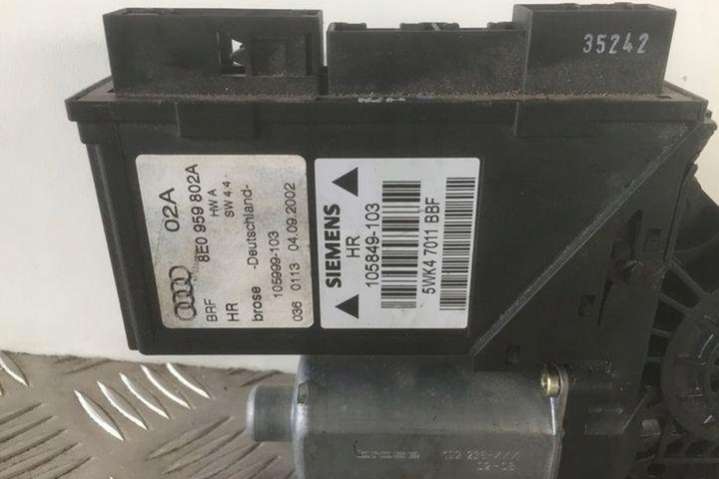 35242
02A
8E0 959 802A
HW A
SW 4.4 -
BRF
HR
brose -Deutschland-
105999-103
036 0113 04.09.2002
SIEMENS
HR
105849-103
5WK4 7011 BBF
brose